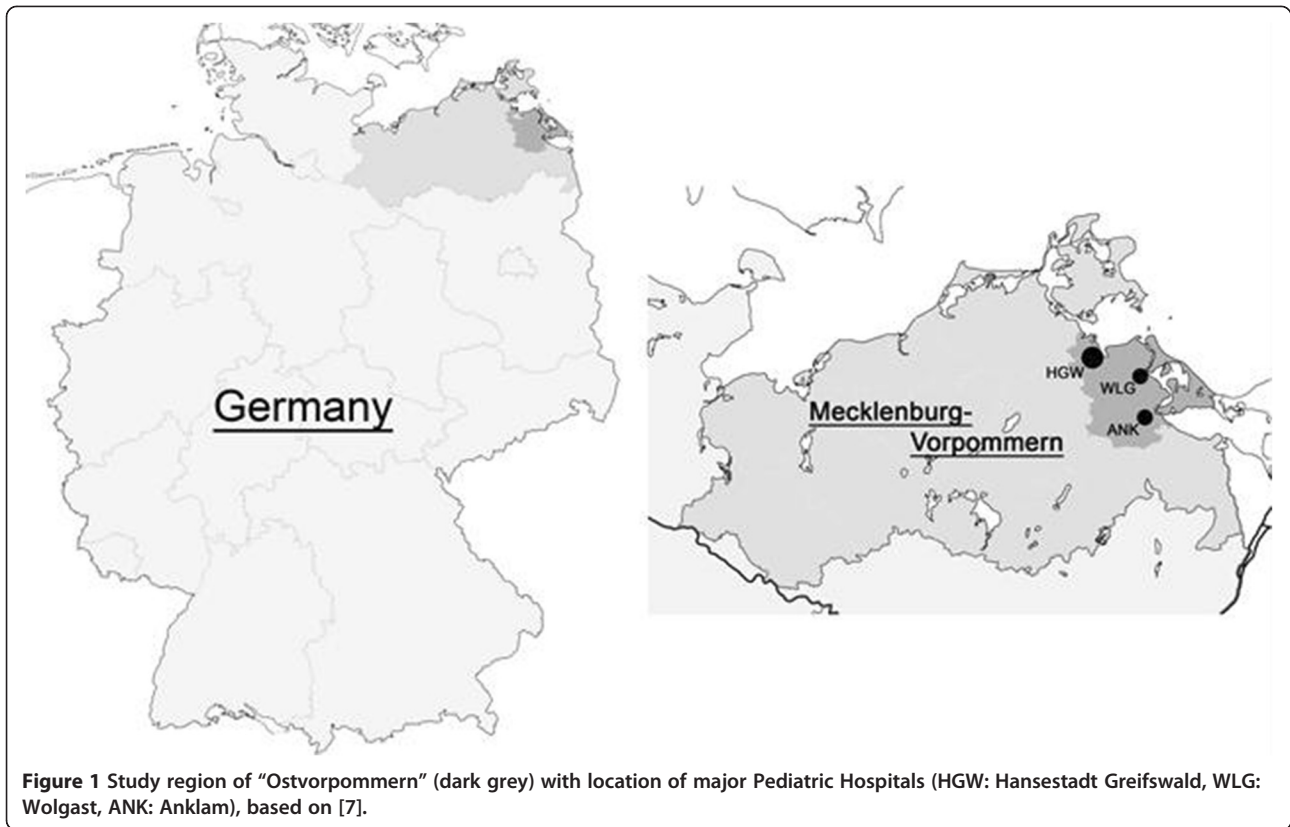 Germany
HGW
WLG
Mecklenburg-
Vorpommern
ANK
Figure 1 Study region of “Ostvorpommern” (dark grey) with location of major Pediatric Hospitals (HGW: Hansestadt Greifswald, WLG:
Wolgast, ANK: Anklam), based on [7].